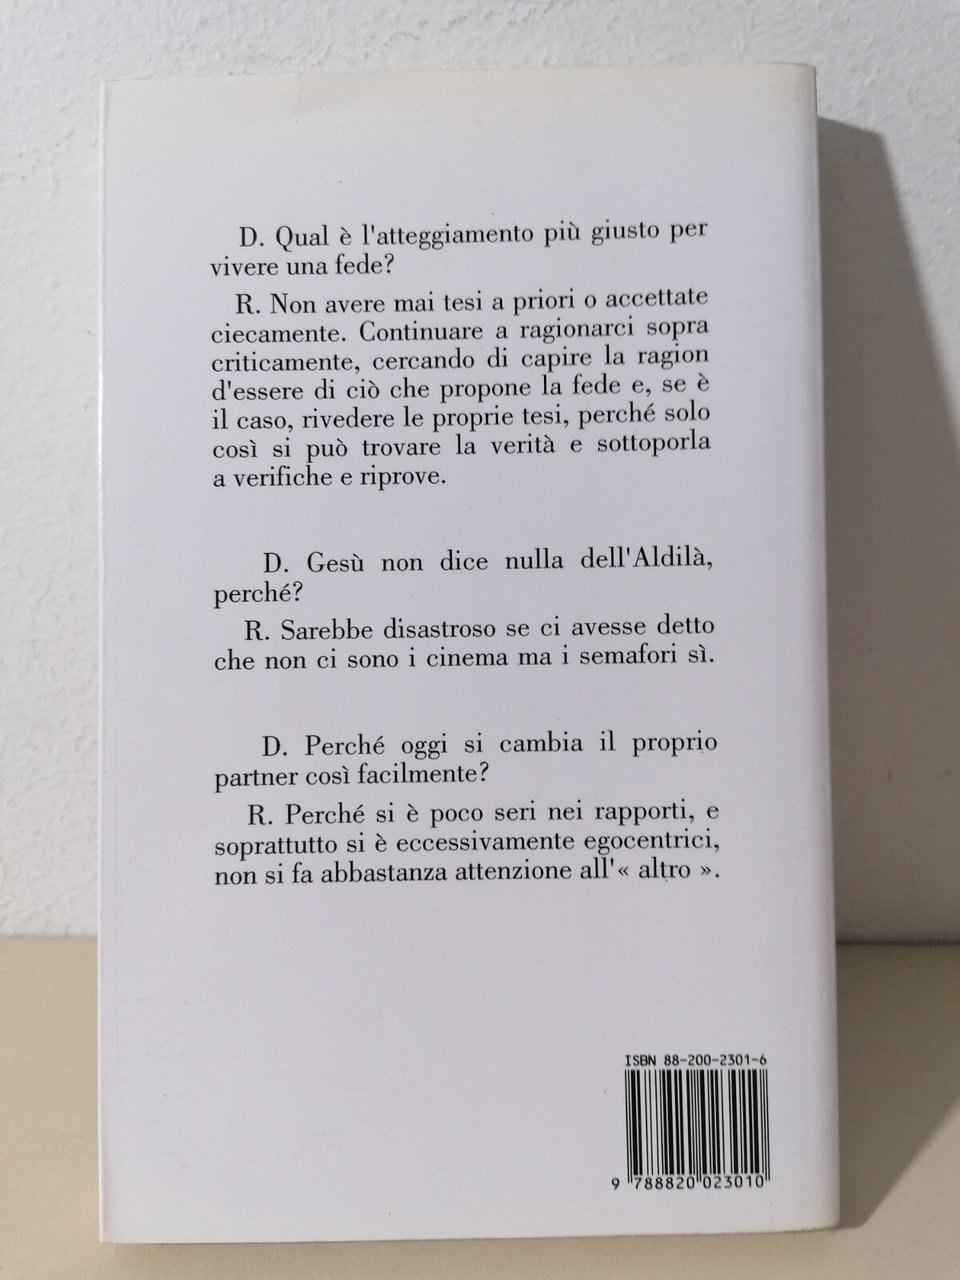 D. Qual è l'atteggiamento più giusto per
vivere una fede?
R. Non avere mai tesi a priori o accettate
ciecamente. Continuare a ragionarci sopra
criticamente, cercando di capire la ragion
d'essere di ciò che propone la fede e, se è
il caso, rivedere le proprie tesi, perché solo
così si può trovare la verità e sottoporla
a verifiche e riprove.
D. Gesù non dice nulla dell'Aldilà,
perché?
R. Sarebbe disastroso se ci avesse detto
che non ci sono i cinema ma i semafori sì.
D. Perché oggi si cambia il proprio
partner così facilmente?
R. Perché si è poco seri nei rapporti, e
soprattutto si è eccessivamente egocentrici,
non si fa abbastanza attenzione all'« altro ».
ISBN 88-200-2301-6
9 788820 023010